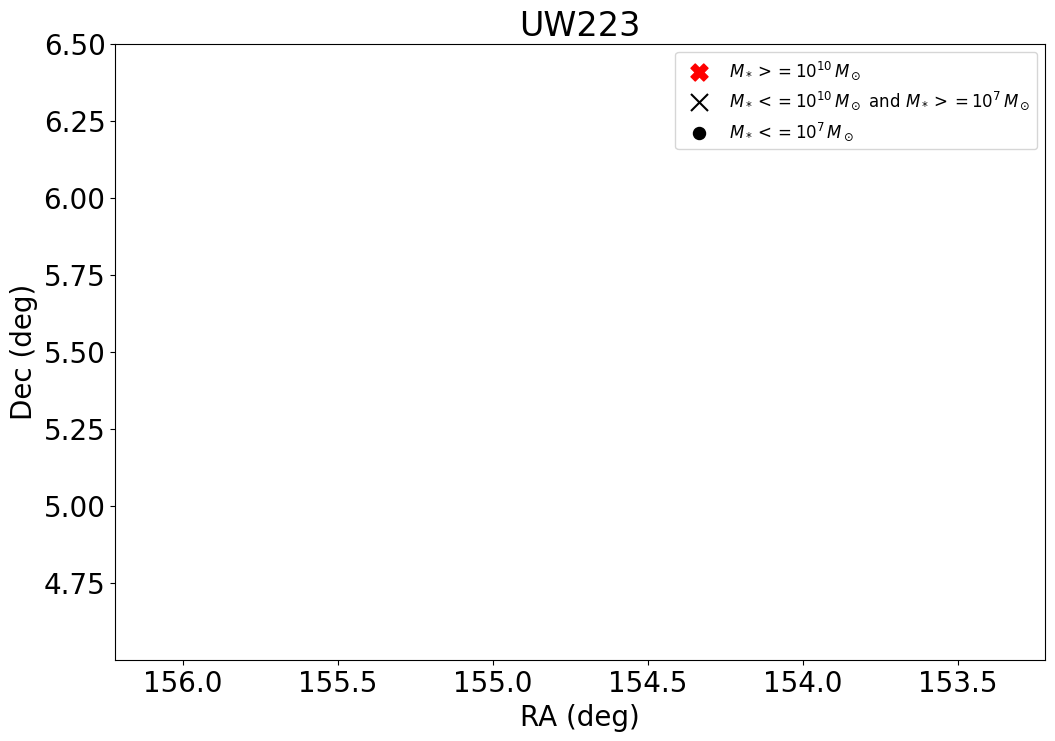 UW223
M* >= 10^10 M⊙
M* <= 10^10 M⊙ and M* >= 10^7 M⊙
M* <= 10^7 M⊙
6.50
6.25
6.00
5.75
5.50
5.25
5.00
4.75
Dec (deg)
156.0 155.5 155.0 154.5 154.0 153.5
RA (deg)